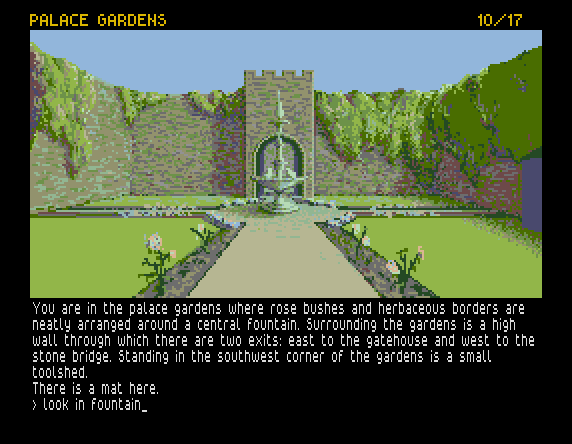 PALACE GARDENS 10/17
You are in the palace gardens where rose bushes and herbaceous borders are
neatly arranged around a central fountain. Surrounding the gardens is a high
wall through which there are two exits: east to the gatehouse and west to the
stone bridge. Standing in the southwest corner of the gardens is a small
toolshed.
There is a mat here.
> look in fountain_